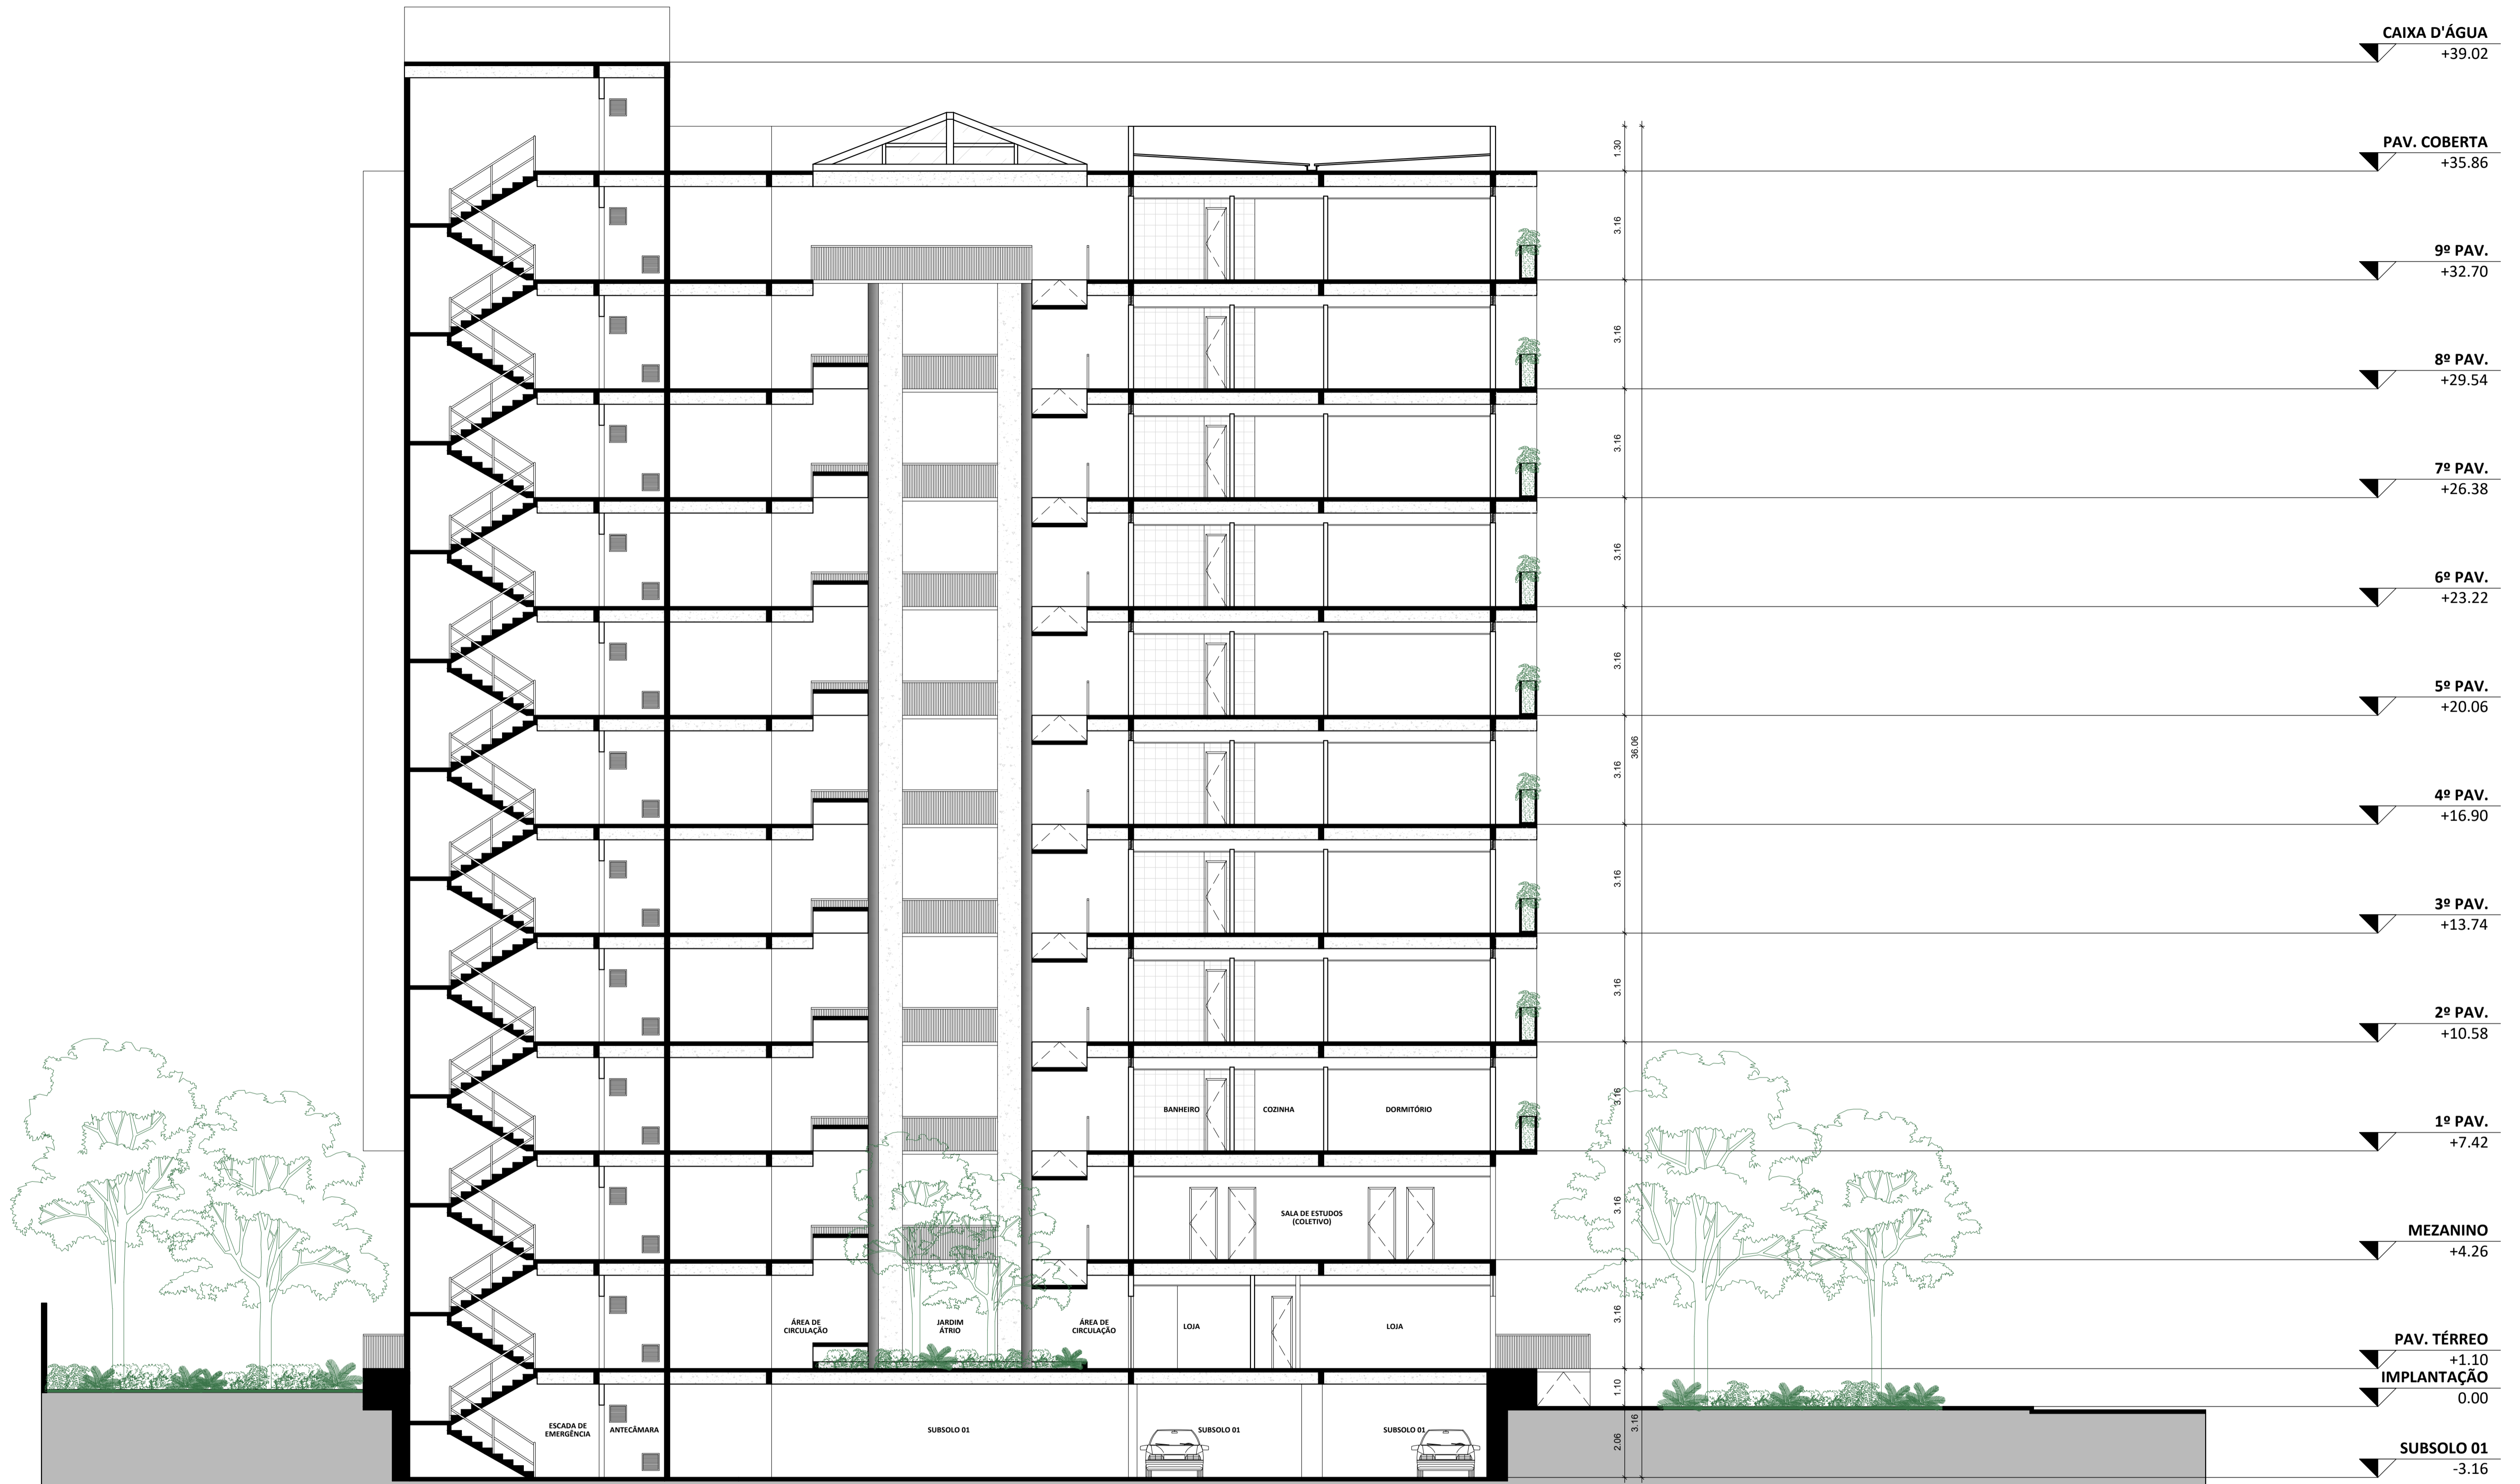 CAIXA D'ÁGUA
+39.02
PAV. COBERTA
+35.86
9º PAV.
+32.70
8º PAV.
+29.54
7º PAV.
+26.38
6º PAV.
+23.22
5º PAV.
+20.06
4º PAV.
+16.90
3º PAV.
+13.74
2º PAV.
+10.58
1º PAV.
+7.42
MEZANINO
+4.26
PAV. TÉRREO
+1.10
IMPLANTAÇÃO
0.00
SUBSOLO 01
-3.16
1.30
3.16
3.16
3.16
3.16
3.16
3.16
3.16
3.16
3.16
3.16
3.16
1.10
2.06
36.06
3.16
BANHEIRO
COZINHA
DORMITÓRIO
SALA DE ESTUDOS
(COLETIVO)
ÁREA DE
CIRCULAÇÃO
JARDIM
ÁTRIO
ÁREA DE
CIRCULAÇÃO
LOJA
LOJA
ESCADA DE
EMERGÊNCIA
ANTECÂMARA
SUBSOLO 01
SUBSOLO 01
SUBSOLO 01